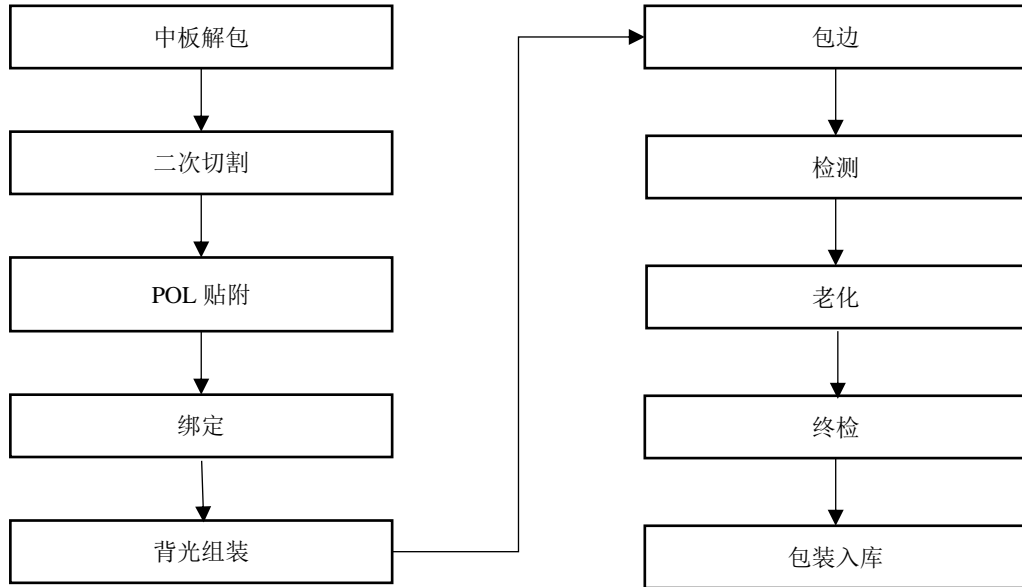 中板解包
二次切割
POL 贴附
绑定
背光组装
包边
检测
老化
终检
包装入库